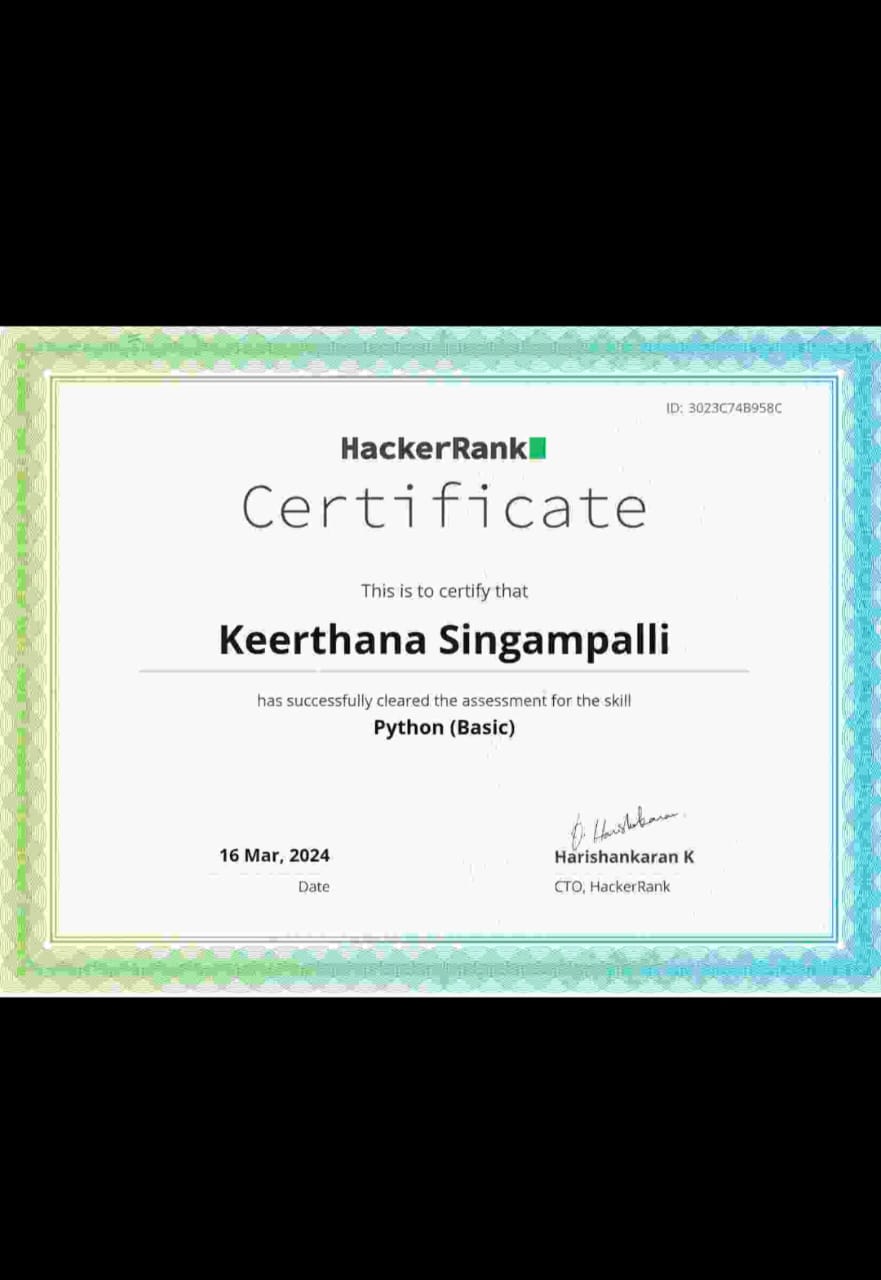 ID: 3023C74B958C
HackerRank
Certificate
This is to certify that
Keerthana Singampalli
has successfully cleared the assessment for the skill
Python (Basic)
16 Mar, 2024
Date
Harishankaran K
CTO, HackerRank